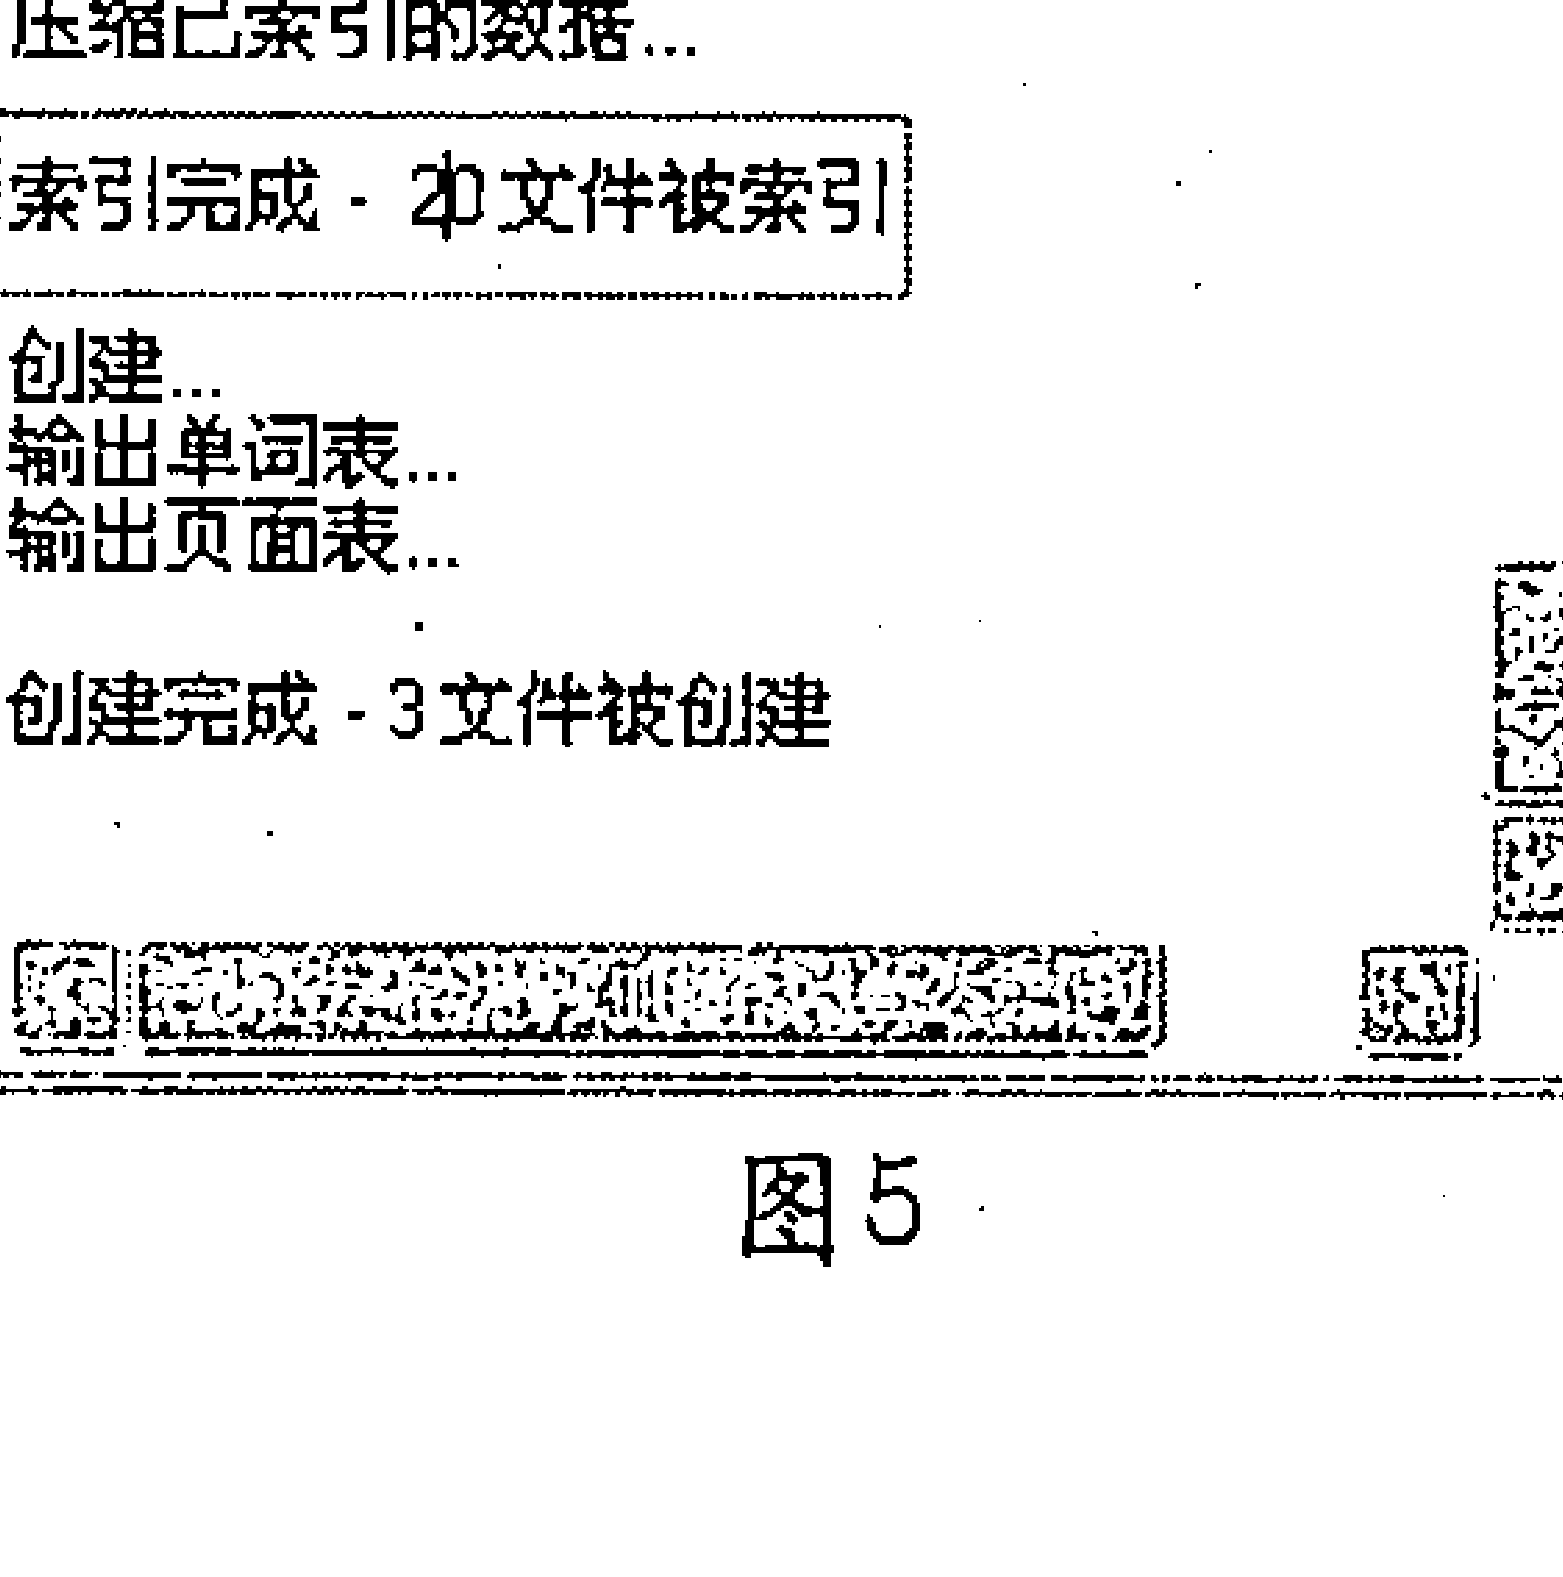 压缩已索引的数据...
索引完成 - 20文件被索引
创建...
输出单词表...
输出页面表...
创建完成 - 3文件被创建
图5